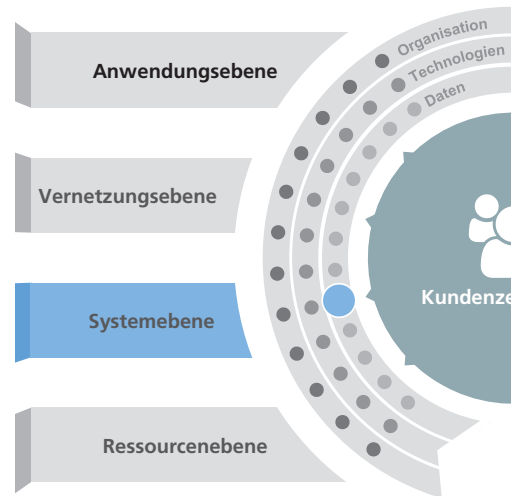 Organisation
Technologien
Daten
Anwendungsebene
Vernetzungsebene
Systemebene
Ressourcenebene